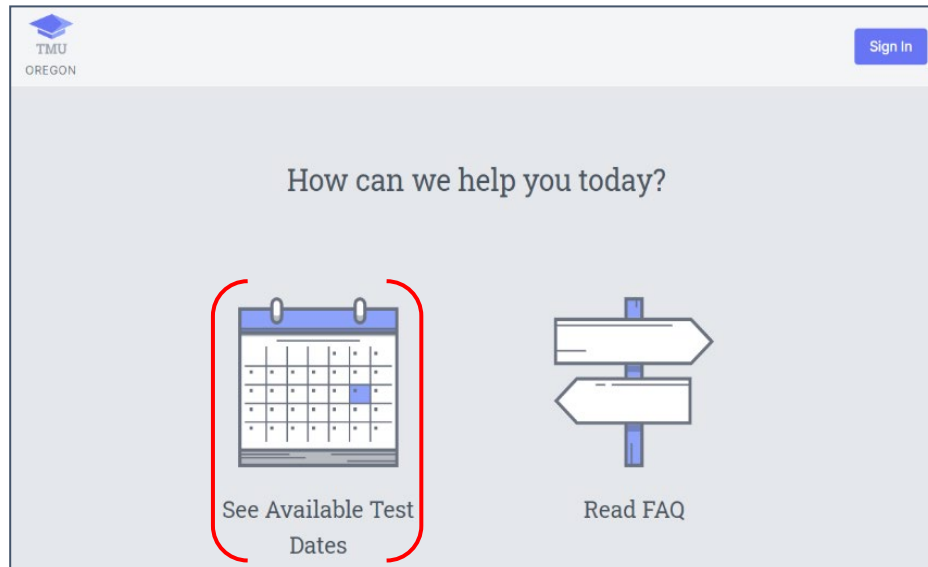 TMU
OREGON
Sign In
How can we help you today?
See Available Test
Dates
Read FAQ